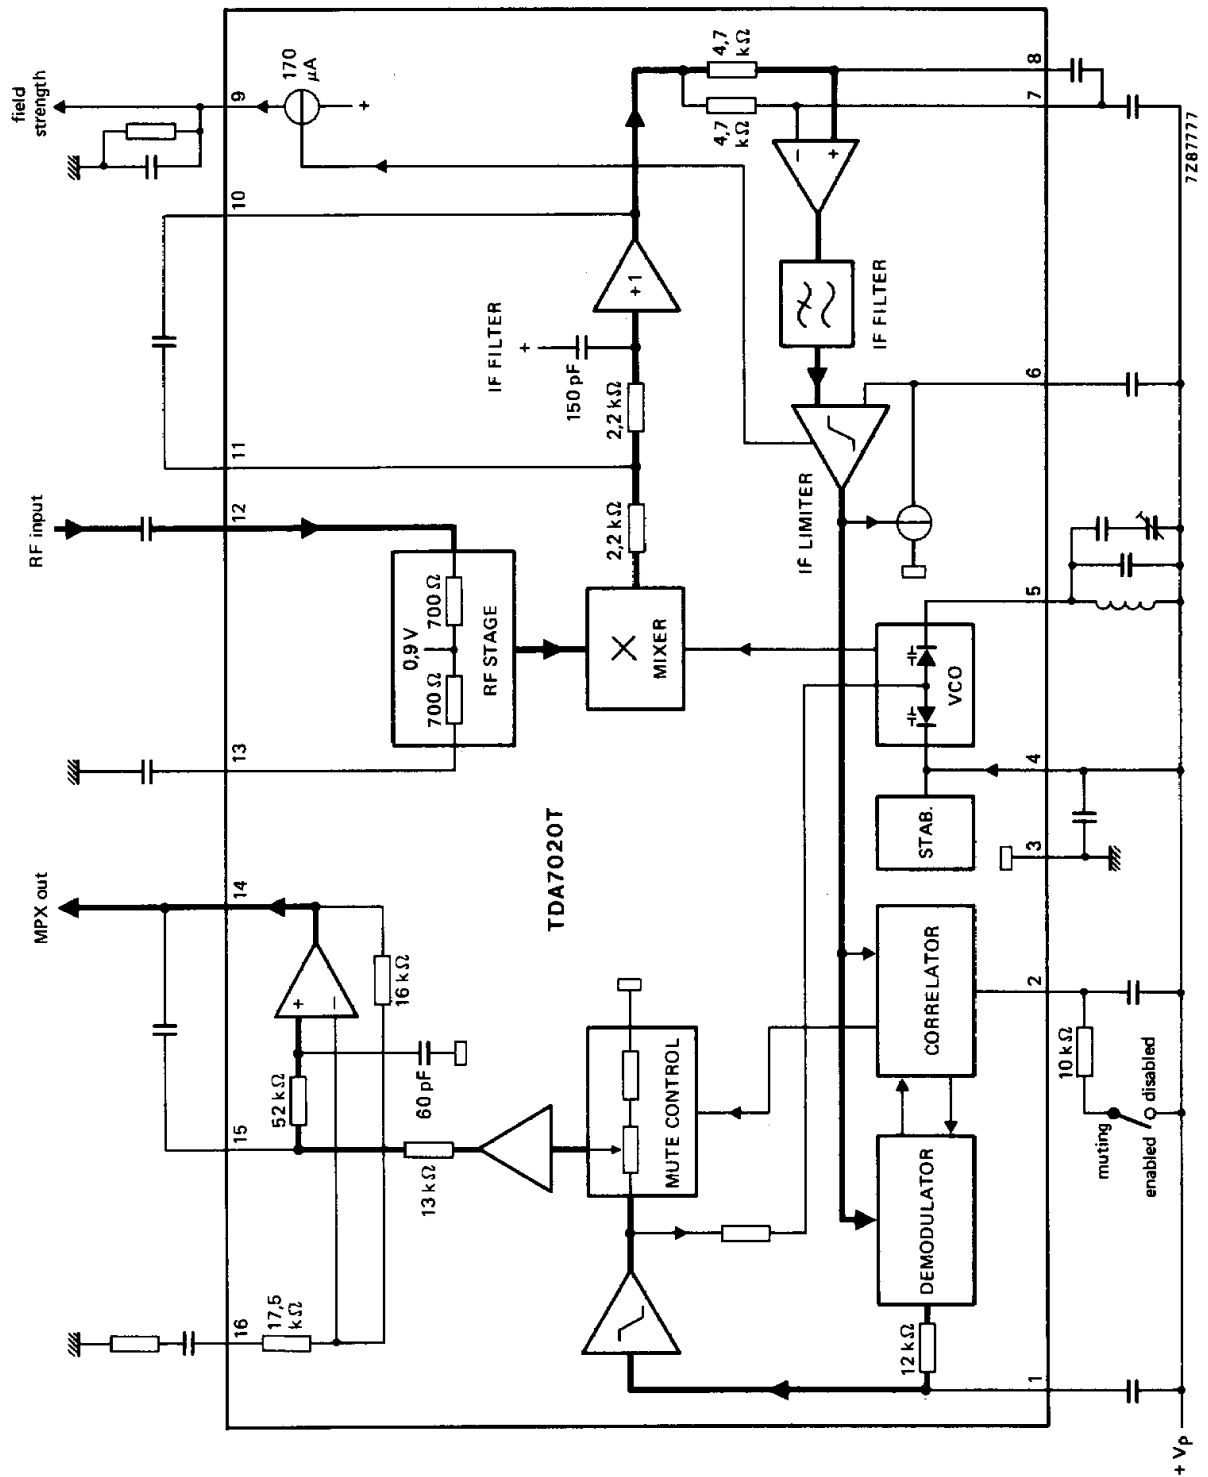 MPX out
RF input
field
strength
16
15
14
13
12
11
10
9
17,5
kΩ
52 kΩ
+
–
16 kΩ
60 pF
13 kΩ
700 Ω
0,9 V
700 Ω
RF STAGE
170
μA
+
IF FILTER
+
150 pF
+1
2,2 kΩ
2,2 kΩ
MIXER
TDA7020T
MUTE CONTROL
4,7
kΩ
4,7
kΩ
–
+
IF FILTER
IF LIMITER
12 kΩ
DEMODULATOR
CORRELATOR
STAB.
VCO
1
2
3
4
5
6
7
8
10 kΩ
muting
enabled
disabled
+ Vp
7Z87777